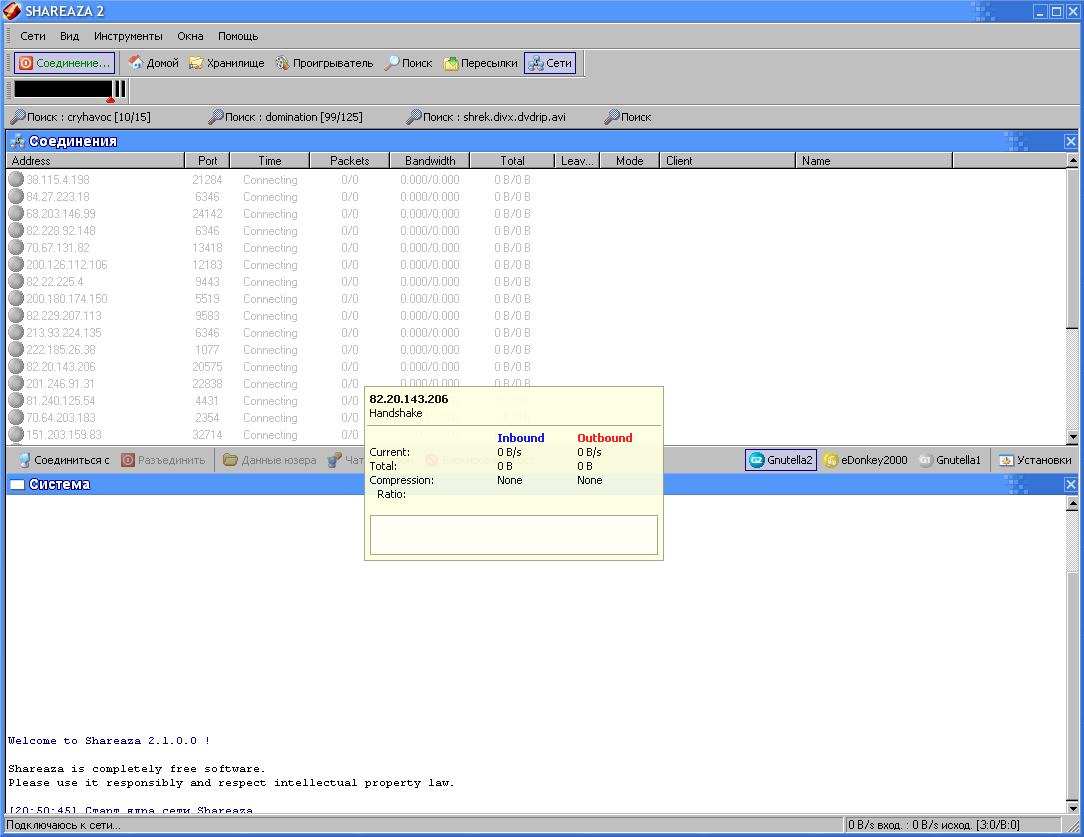 SHAREAZA 2
Сети Вид Инструменты Окна Помощь
Соединение... Домой Хранилище Проигрыватель Поиск Пересылки Сети
Поиск : cryhavoc [10/15] Поиск : domination [99/125] Поиск : shrek.divx.dvdrip.avi Поиск
Соединения
Address Port Time Packets Bandwidth Total Leav... Mode Client Name
38.115.4.198 21284 Connecting 0/0 0.000/0.000 0 B/0 B
84.27.223.18 6346 Connecting 0/0 0.000/0.000 0 B/0 B
68.203.146.99 24142 Connecting 0/0 0.000/0.000 0 B/0 B
82.228.92.148 6346 Connecting 0/0 0.000/0.000 0 B/0 B
70.67.131.82 13418 Connecting 0/0 0.000/0.000 0 B/0 B
200.126.112.106 12183 Connecting 0/0 0.000/0.000 0 B/0 B
82.22.225.4 9443 Connecting 0/0 0.000/0.000 0 B/0 B
200.180.174.150 5519 Connecting 0/0 0.000/0.000 0 B/0 B
82.229.207.113 9583 Connecting 0/0 0.000/0.000 0 B/0 B
213.93.224.135 6346 Connecting 0/0 0.000/0.000 0 B/0 B
222.185.26.38 1077 Connecting 0/0 0.000/0.000 0 B/0 B
82.20.143.206 20575 Connecting 0/0 0.000/0.000 0 B/0 B
201.246.91.31 22838 Connecting 0/0 0.000/0.000 0 B/0 B
81.240.125.54 4431 Connecting 0/0
70.64.203.183 2354 Connecting 0/0
151.203.159.83 32714 Connecting 0/0
82.20.143.206
Handshake
Inbound Outbound
Current: 0 B/s 0 B/s
Total: 0 B 0 B
Compression: None None
Ratio:
Соединиться с Разъединить Данные юзера Чат Gnutella2 eDonkey2000 Gnutella1 Установки
Система
Welcome to Shareaza 2.1.0.0 !
Shareaza is completely free software.
Please use it responsibly and respect intellectual property law.
[20:50:45] Старт ядра сети Shareaza
Подключаюсь к сети... 0 B/s вход. : 0 B/s исход. [3:0/B:0]